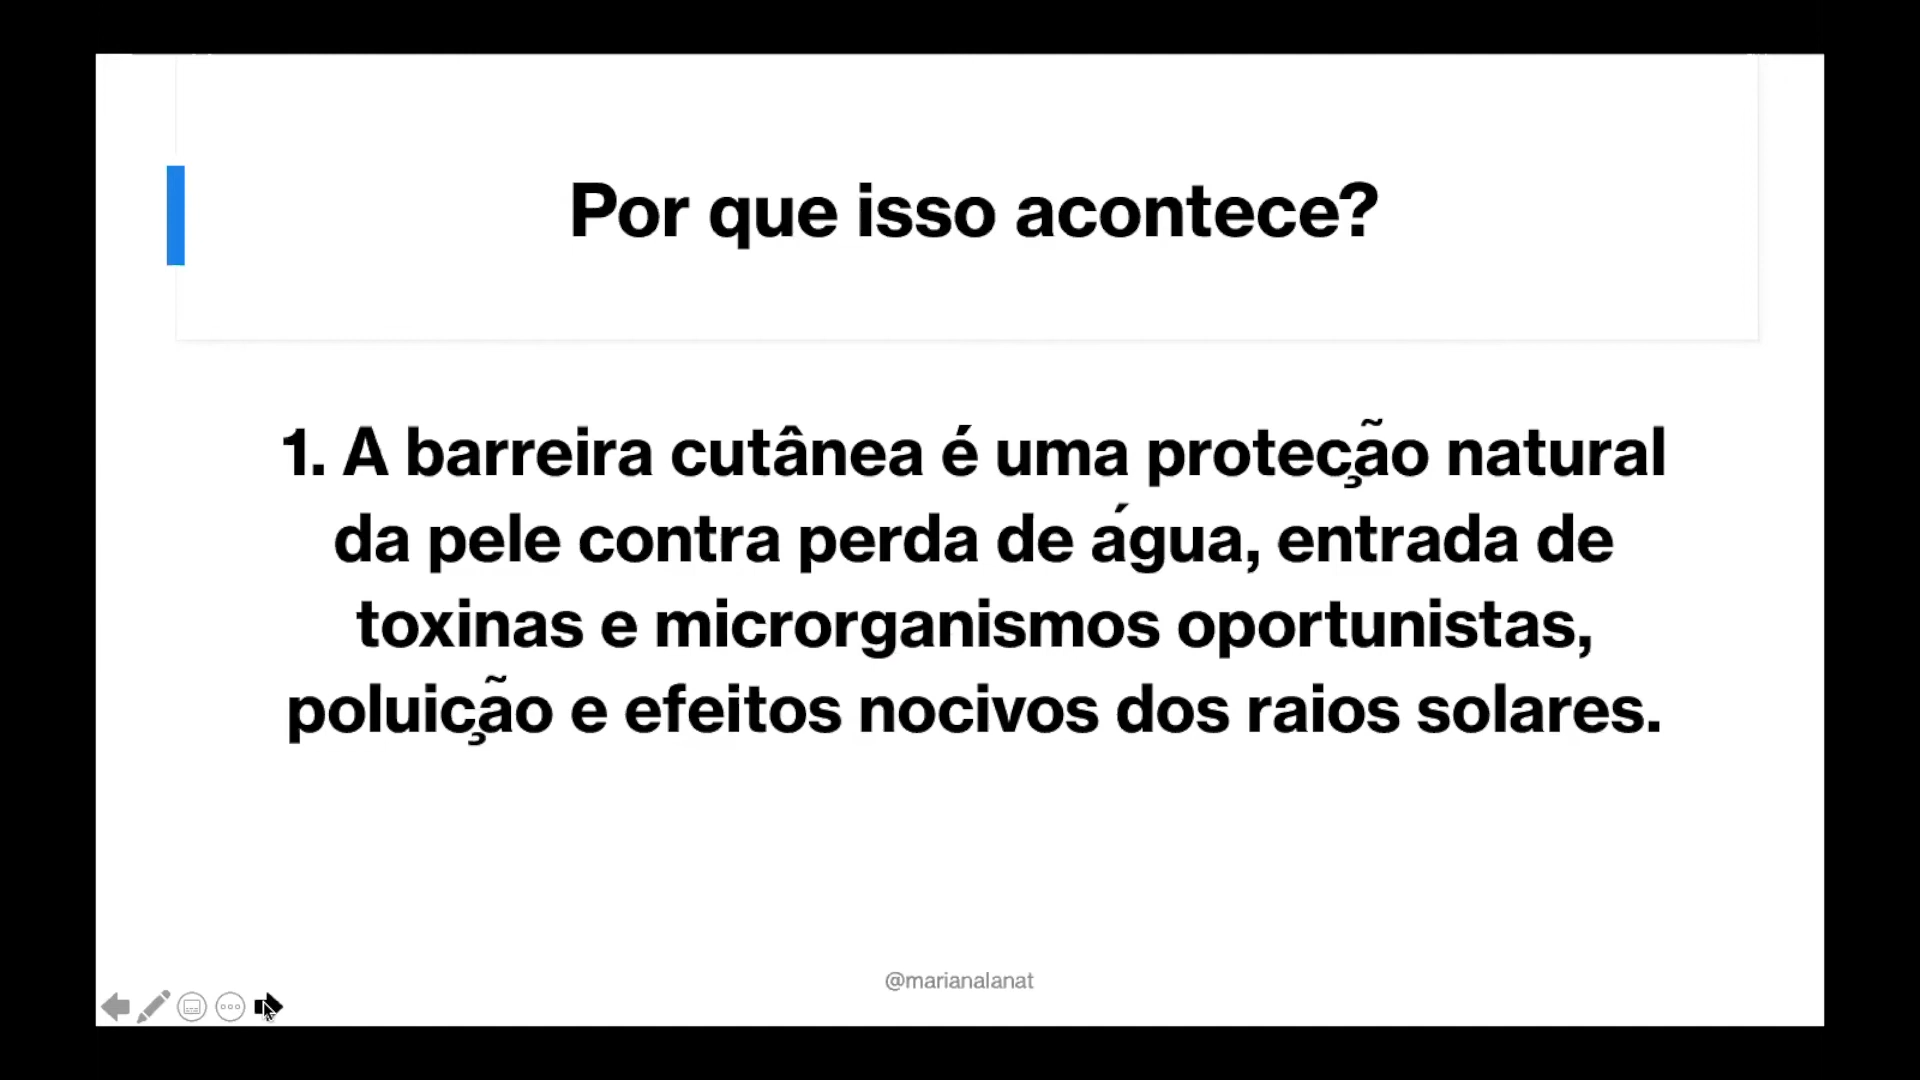 Por que isso acontece?
1. A barreira cutânea é uma proteção natural
da pele contra perda de água, entrada de
toxinas e microrganismos oportunistas,
poluição e efeitos nocivos dos raios solares.
@marianalanat